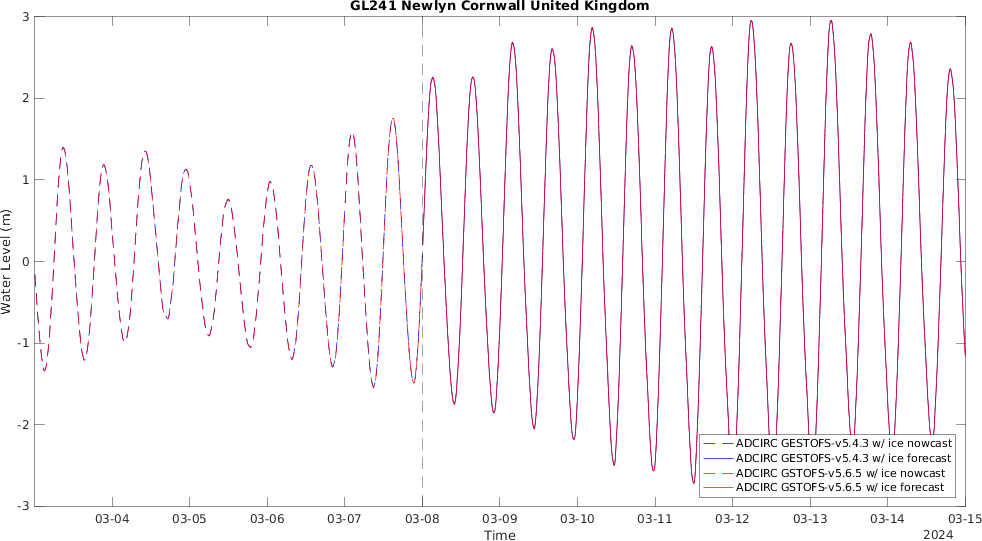 GL241 Newlyn Cornwall United Kingdom
3
2
1
0
-1
-2
-3
Water Level (m)
ADCIRC GESTOFS-v5.4.3 w/ ice nowcast
ADCIRC GESTOFS-v5.4.3 w/ ice forecast
ADCIRC GSTOFS-v5.6.5 w/ ice nowcast
ADCIRC GSTOFS-v5.6.5 w/ ice forecast
03-04 03-05 03-06 03-07 03-08 03-09 03-10 03-11 03-12 03-13 03-14 03-15
Time
2024